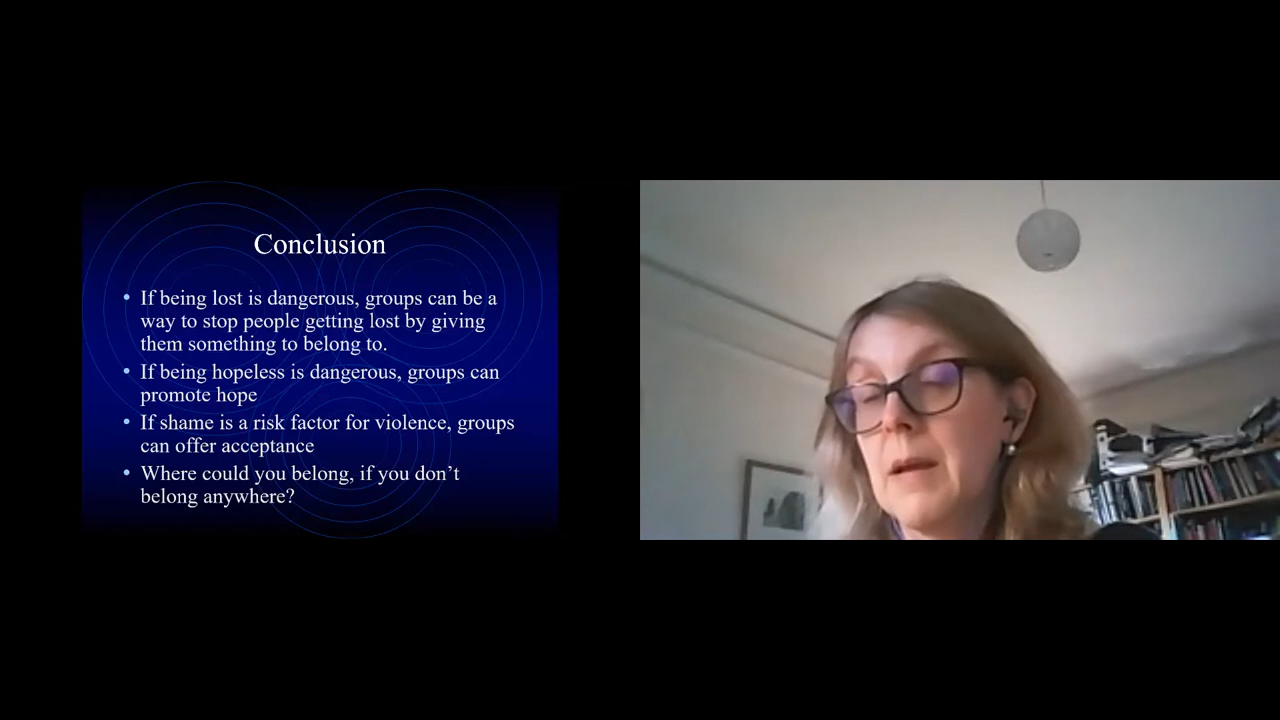 Conclusion
• If being lost is dangerous, groups can be a
way to stop people getting lost by giving
them something to belong to.
• If being hopeless is dangerous, groups can
promote hope
• If shame is a risk factor for violence, groups
can offer acceptance
• Where could you belong, if you don’t
belong anywhere?